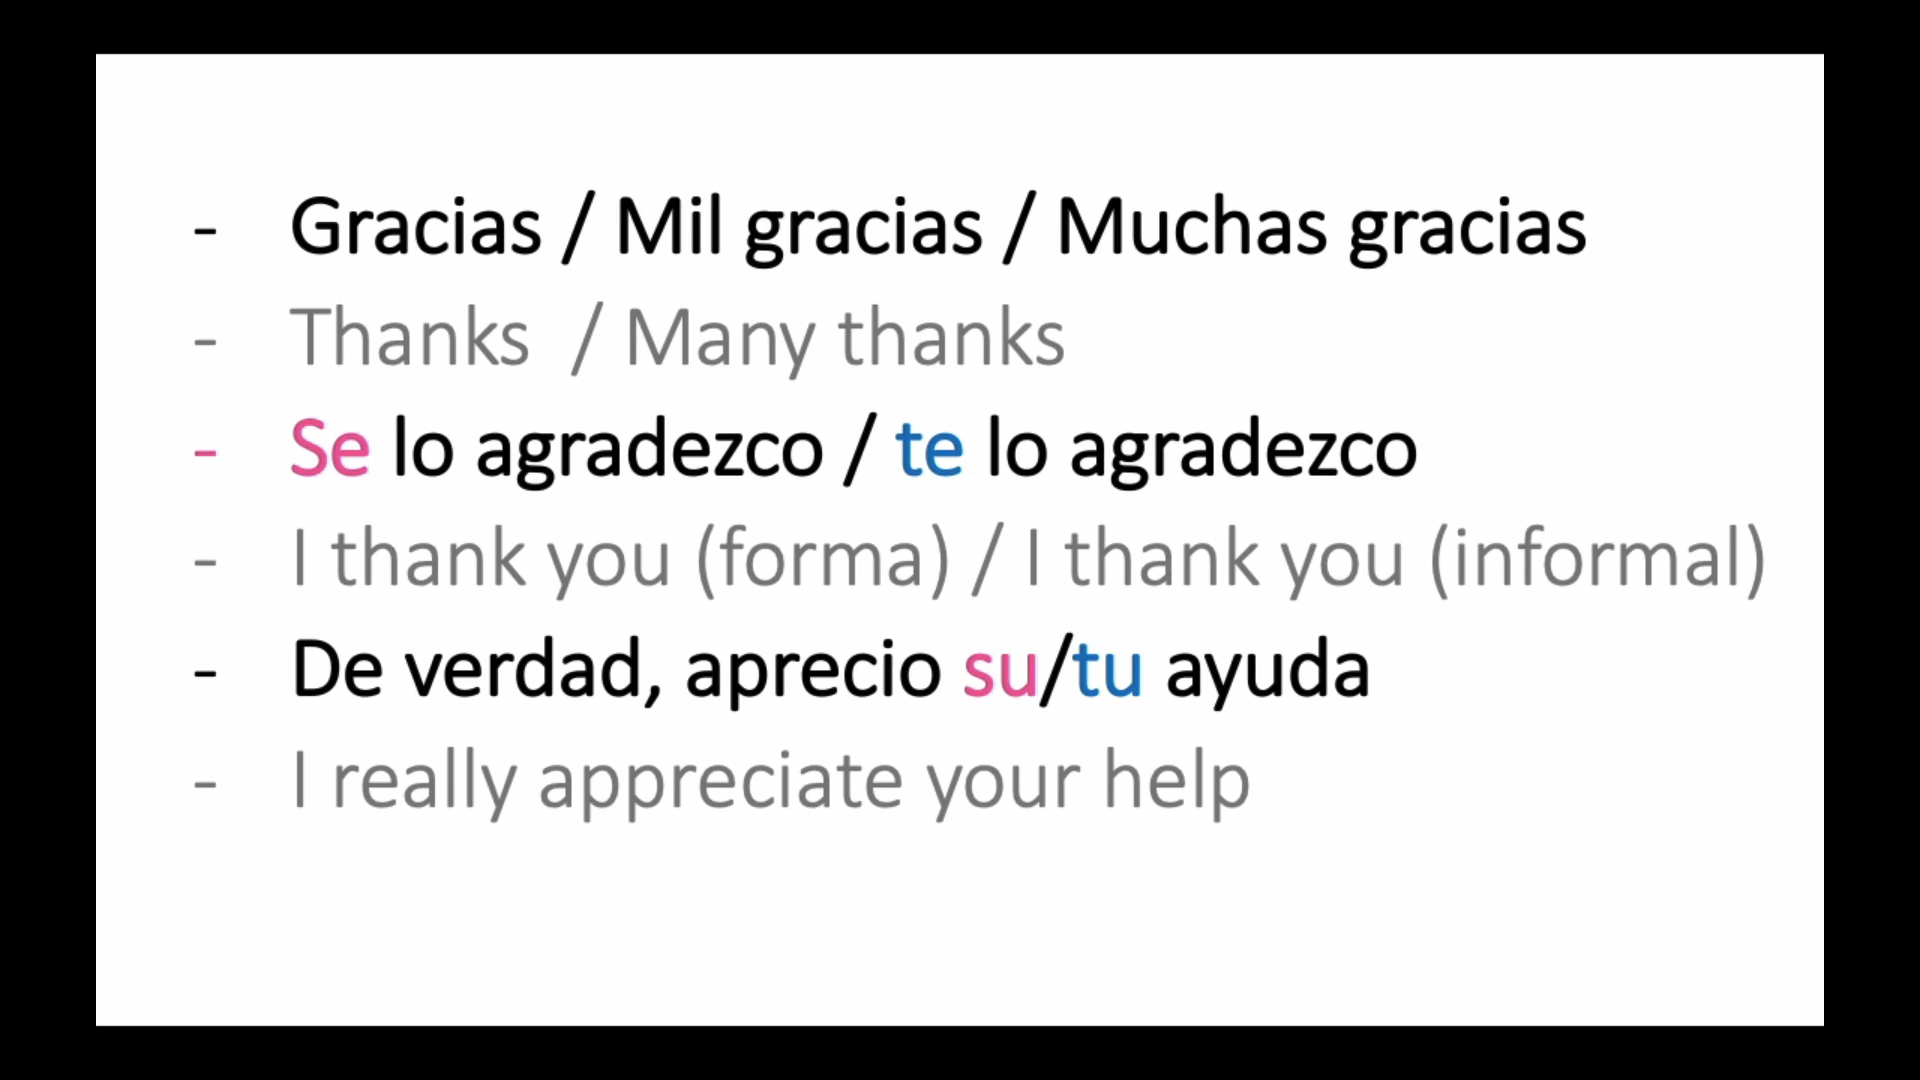 - Gracias / Mil gracias / Muchas gracias
- Thanks / Many thanks
- Se lo agradezco / te lo agradezco
- I thank you (forma) / I thank you (informal)
- De verdad, aprecio su/tu ayuda
- I really appreciate your help